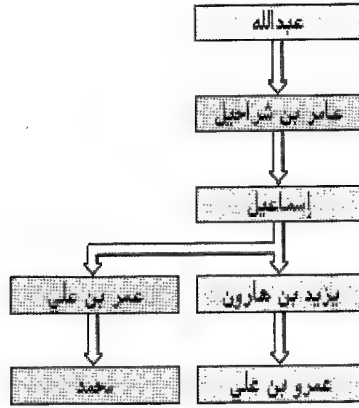 عبدالله
عامر بن شراحيل
إسماعيل
يزيد بن هارون
عمر بن علي
عمرو بن علي
محمد